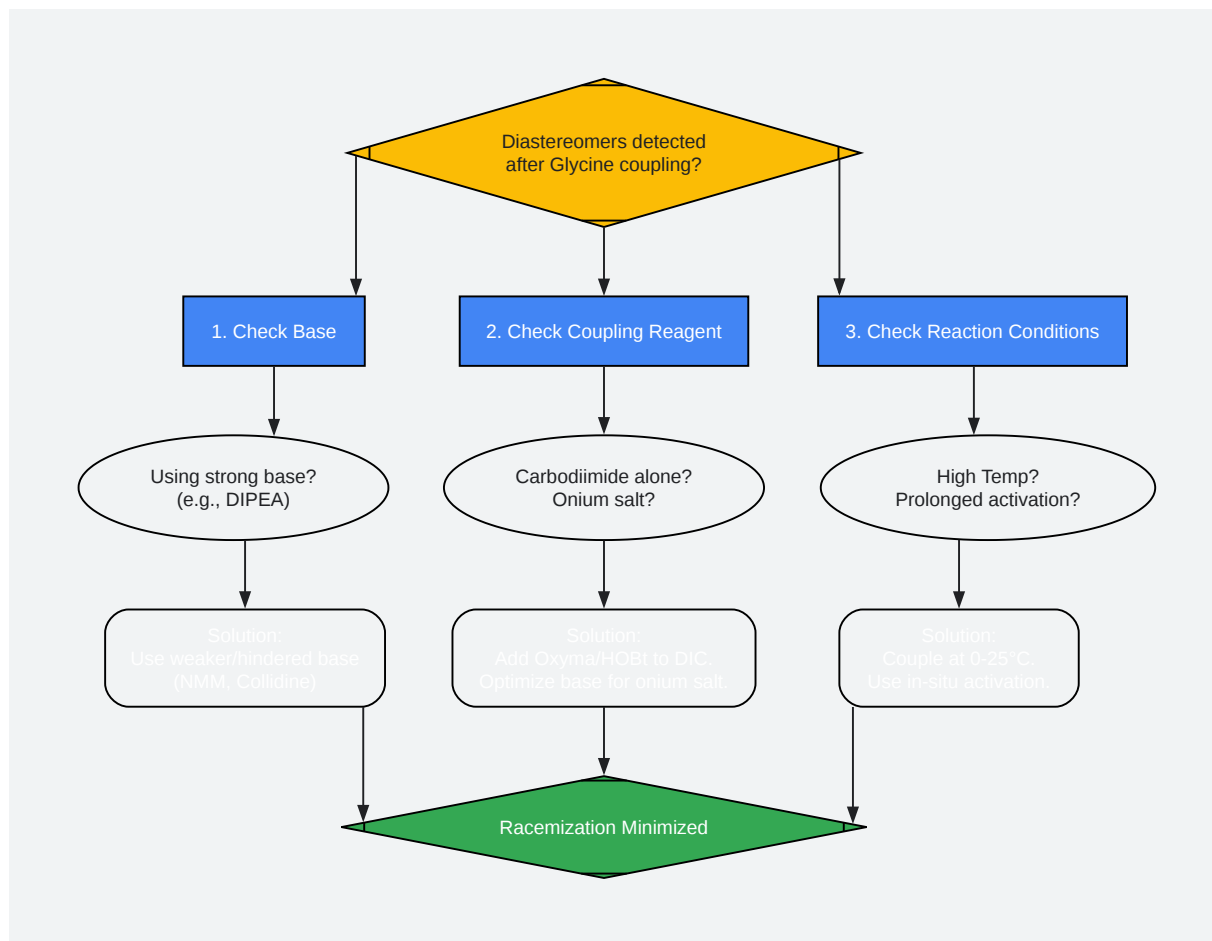 Diastereomers detected
after Glycine coupling?
1. Check Base
2. Check Coupling Reagent
3. Check Reaction Conditions
Using strong base?
(e.g., DIPEA)
Carbodiimide alone?
Onium salt?
High Temp?
Prolonged activation?
Solution:
Use weaker/hindered base
(NMM, Collidine)
Solution:
Add Oxyma/HOBt to DIC.
Optimize base for onium salt.
Solution:
Couple at 0-25°C.
Use in-situ activation.
Racemization Minimized